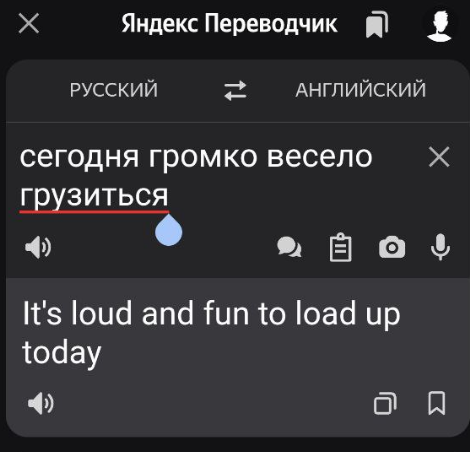 Яндекс Переводчик
РУССКИЙ АНГЛИЙСКИЙ
сегодня громко весело
грузиться
It's loud and fun to load up
today